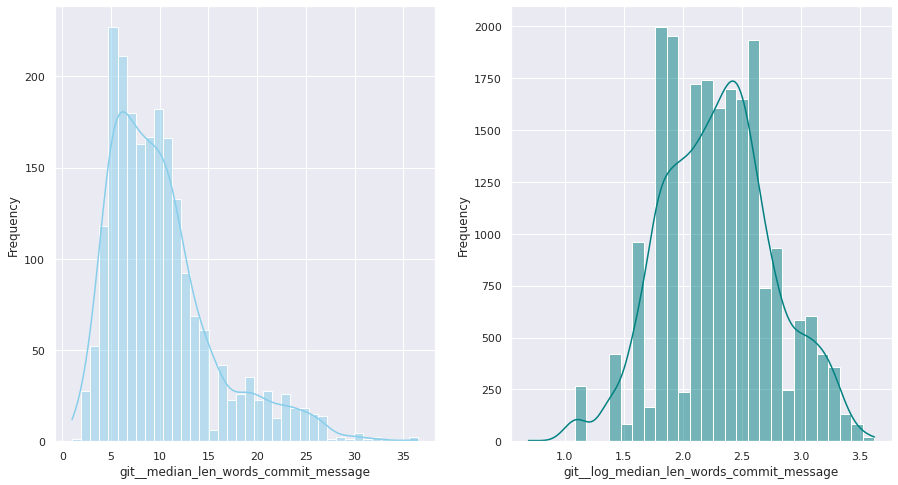 Frequency
200
150
100
50
0
0 5 10 15 20 25 30 35
git__median_len_words_commit_message
Frequency
2000
1750
1500
1250
1000
750
500
250
0
1.0 1.5 2.0 2.5 3.0 3.5
git__log_median_len_words_commit_message